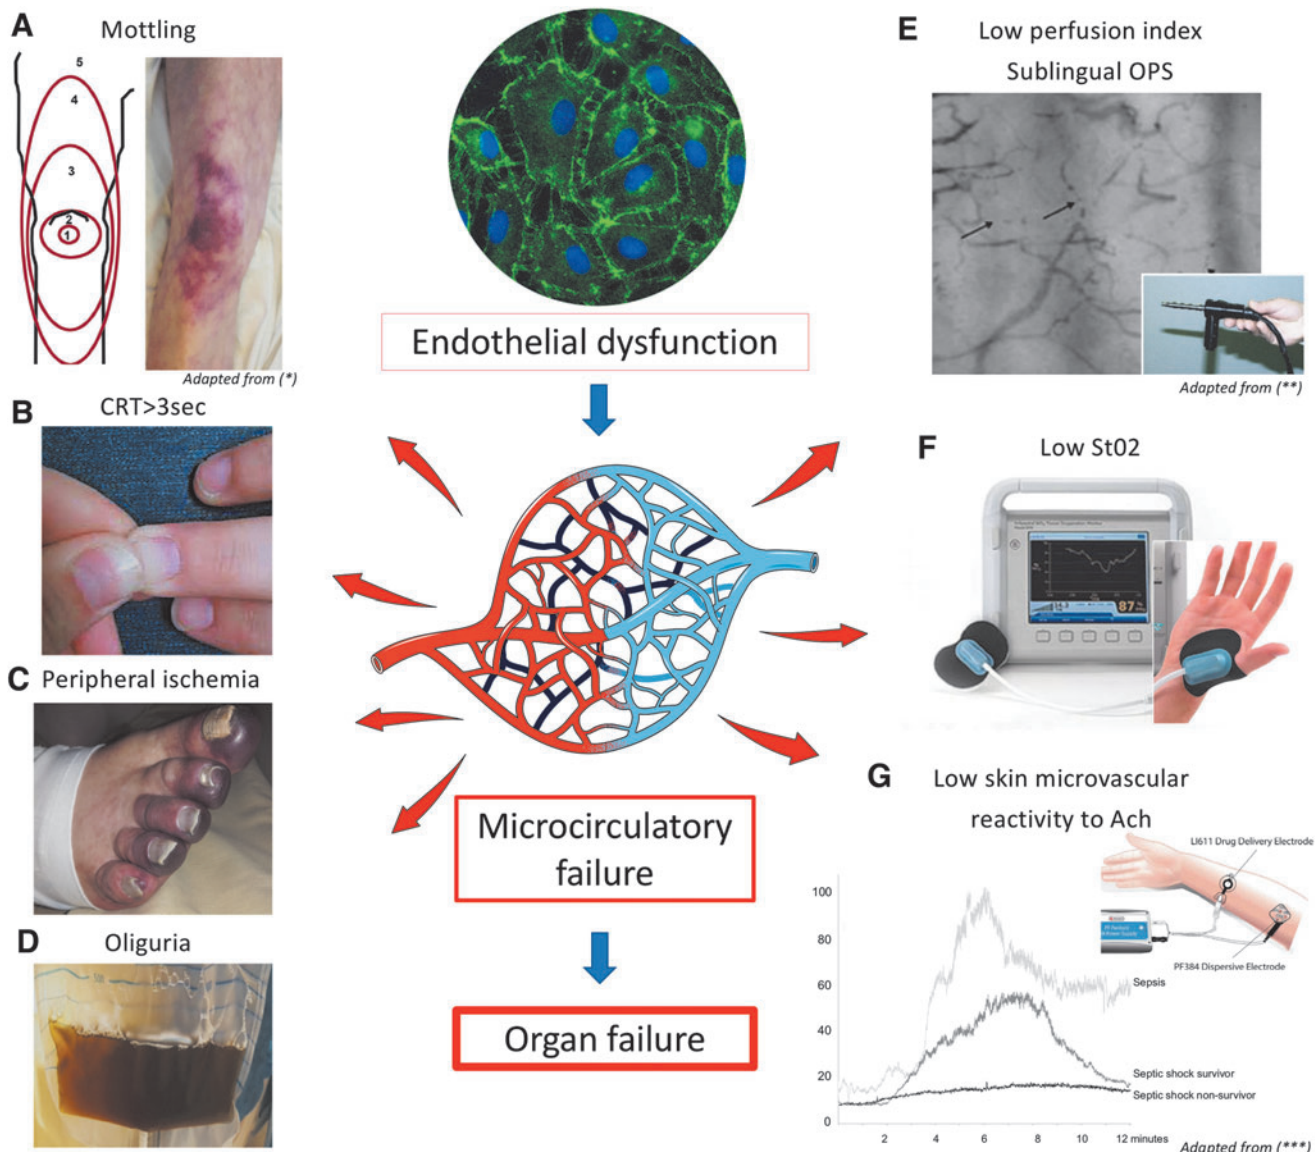 A
Mottling
5
4
3
2
1
Adapted from (*)
B
CRT>3sec
C
Peripheral ischemia
D
Oliguria
Endothelial dysfunction
Microcirculatory
failure
Organ failure
E
Low perfusion index
Sublingual OPS
Adapted from (**)
F
Low St02
14.3
87
G
Low skin microvascular
reactivity to Ach
LI611 Drug Delivery Electrode
PF384 Dispersive Electrode
100
80
60
40
20
0
Sepsis
Septic shock survivor
Septic shock non-survivor
2
4
6
8
10
12 minutes
Adapted from (***)